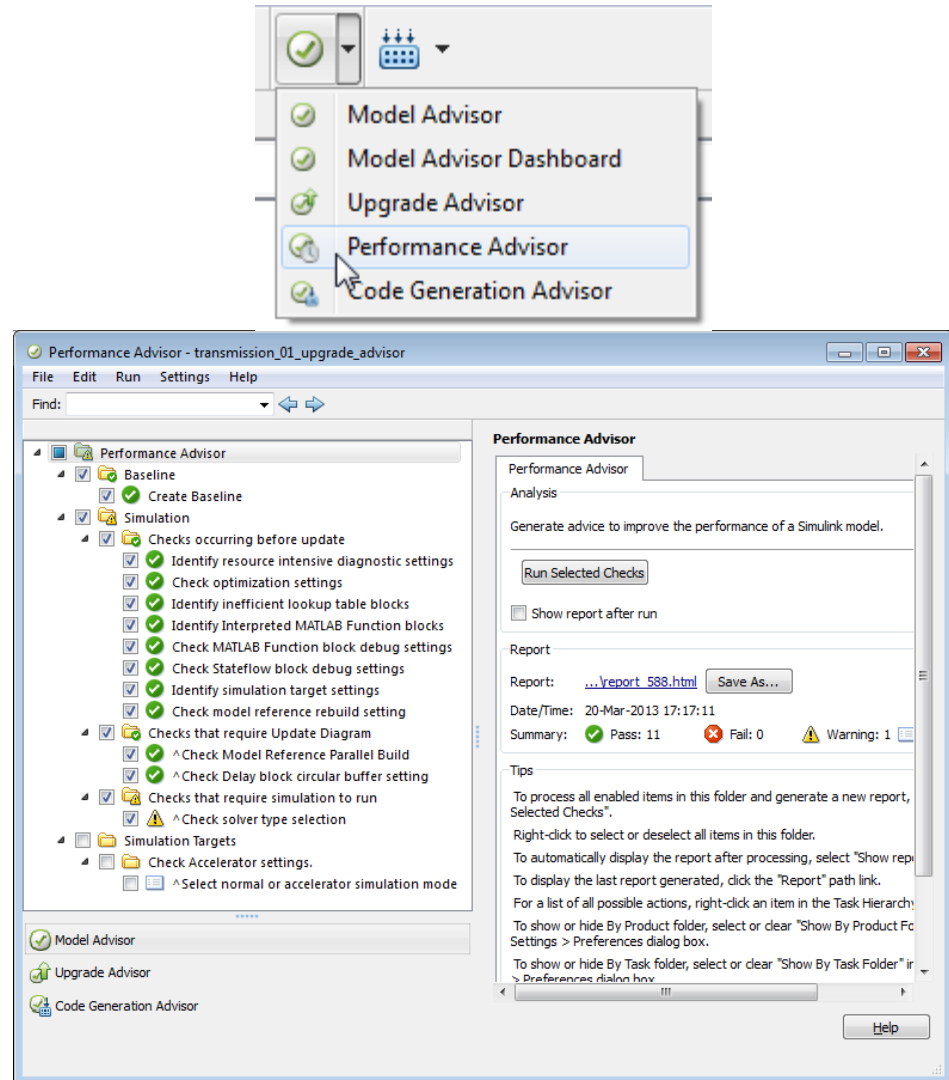 Model Advisor
Model Advisor Dashboard
Upgrade Advisor
Performance Advisor
Code Generation Advisor
Performance Advisor - transmission_01_upgrade_advisor
File Edit Run Settings Help
Find:
Performance Advisor
Baseline
Create Baseline
Simulation
Checks occurring before update
Identify resource intensive diagnostic settings
Check optimization settings
Identify inefficient lookup table blocks
Identify Interpreted MATLAB Function blocks
Check MATLAB Function block debug settings
Check Stateflow block debug settings
Identify simulation target settings
Check model reference rebuild setting
Checks that require Update Diagram
^Check Model Reference Parallel Build
^Check Delay block circular buffer setting
Checks that require simulation to run
^Check solver type selection
Simulation Targets
Check Accelerator settings.
^Select normal or accelerator simulation mode
Model Advisor
Upgrade Advisor
Code Generation Advisor
Performance Advisor
Performance Advisor
Analysis
Generate advice to improve the performance of a Simulink model.
Run Selected Checks
Show report after run
Report
Report: ...\report_588.html Save As...
Date/Time: 20-Mar-2013 17:17:11
Summary: Pass: 11 Fail: 0 Warning: 1
Tips
To process all enabled items in this folder and generate a new report,
Selected Checks".
Right-click to select or deselect all items in this folder.
To automatically display the report after processing, select "Show repo
To display the last report generated, click the "Report" path link.
For a list of all possible actions, right-click an item in the Task Hierarchy
To show or hide By Product folder, select or clear "Show By Product Fo
Settings > Preferences dialog box.
To show or hide By Task folder, select or clear "Show By Task Folder" in
> Preferences dialog box.
Help